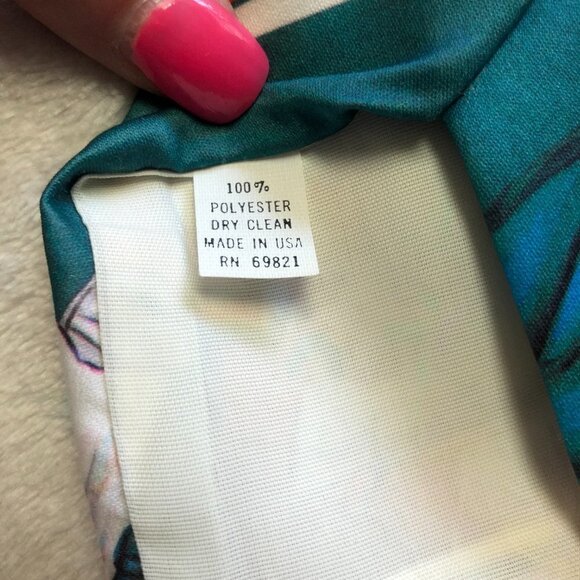 100%
POLYESTER
DRY CLEAN
MADE IN USA
RN 69821